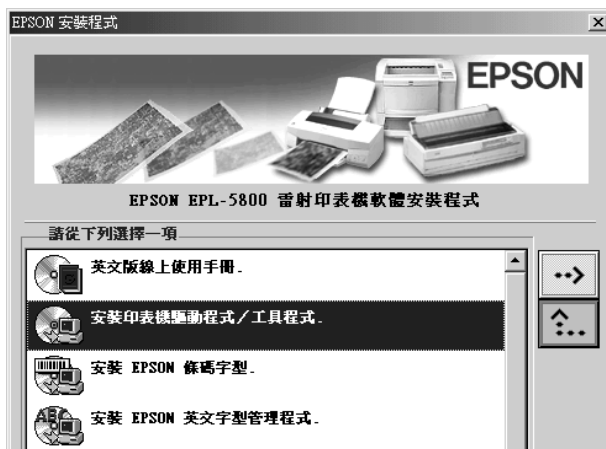 EPSON 安裝程式
EPSON
EPSON EPL-5800 雷射印表機軟體安裝程式
請從下列選擇一項
英文版線上使用手冊.
安裝印表機驅動程式／工具程式.
安裝 EPSON 條碼字型.
安裝 EPSON 英文字型管理程式.